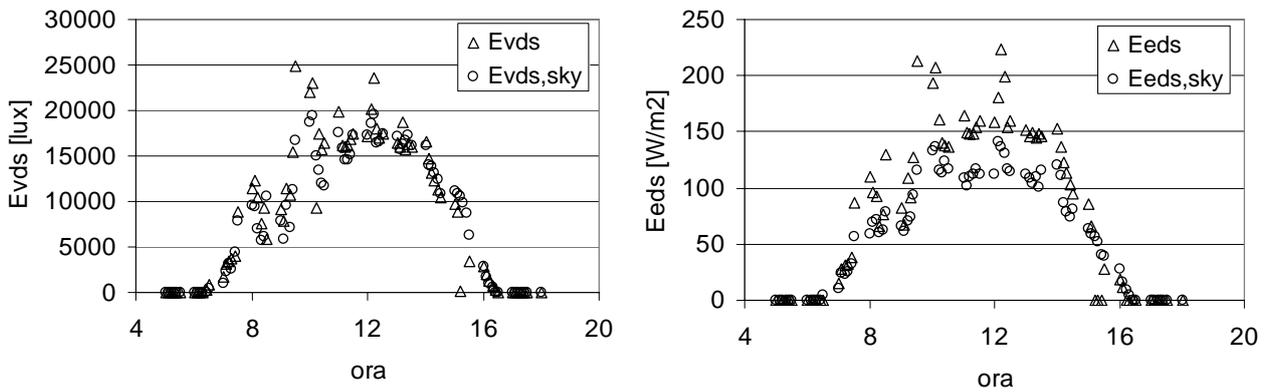 30000
25000
20000
15000
10000
5000
0
Evds [lux]
Evds
Evds,sky
4 8 12 16 20
ora
250
200
150
100
50
0
Eeds [W/m2]
Eeds
Eeds,sky
4 8 12 16 20
ora